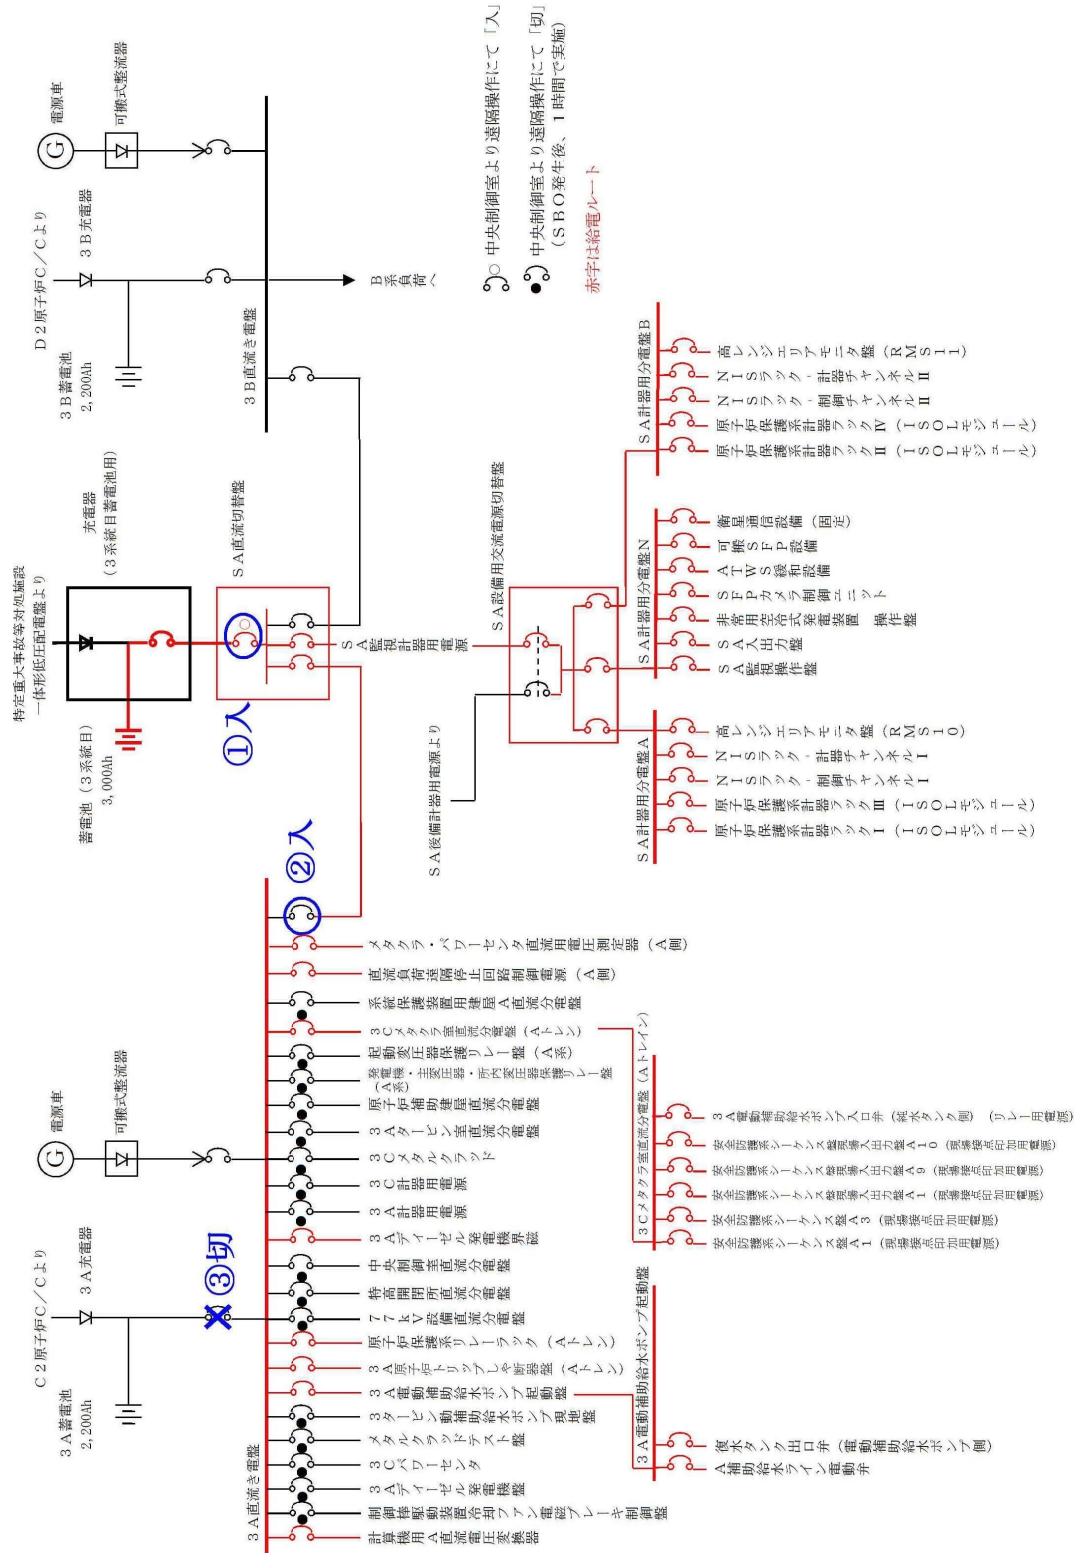 Ｃ２原子炉Ｃ／Ｃより
３Ａ充電器
３Ａ蓄電池
2,200Ah
③切
電源車
G
可搬式整流器
３Ａ直流き電盤
計算機用Ａ直流電圧変換器
制御棒駆動装置冷却ファン電磁ブレーキ制御盤
３Ａディーゼル発電機盤
３Ｃパワーセンタ
メタルクラッドテスト盤
３タービン動補助給水ポンプ現地盤
３Ａ電動補助給水ポンプ起動盤
３Ａ原子炉トリップしゃ断器盤（Ａトレン）
原子炉保護系リレーラック（Ａトレン）
７７ｋＶ設備直流分電盤
特高開閉所直流分電盤
中央制御室直流分電盤
３Ａディーゼル発電機界磁
３Ａ計器用電源
３Ｃ計器用電源
３Ｃメタルクラッド
３Ａタービン室直流分電盤
原子炉補助建屋直流分電盤
発電機・主変圧器・所内変圧器保護リレー盤
（Ａ系）
起動変圧器保護リレー盤（Ａ系）
３Ｃメタクラ室直流分電盤（Ａトレン）
系統保護装置用建屋Ａ直流分電盤
直流負荷遠隔停止回路制御電源（Ａ側）
メタクラ・パワーセンタ直流用電圧測定器（Ａ側）
②入
３Ａ電動補助給水ポンプ起動盤
Ａ補助給水ライン電動弁
復水タンク出口弁（電動補助給水ポンプ側）
３Ｃメタクラ室直流分電盤（Ａトレイン）
安全防護系シーケンス盤Ａ１（現場接点印加用電源）
安全防護系シーケンス盤Ａ３（現場接点印加用電源）
安全防護系シーケンス盤現場入出力盤Ａ１（現場接点印加用電源）
安全防護系シーケンス盤現場入出力盤Ａ９（現場接点印加用電源）
安全防護系シーケンス盤現場入出力盤Ａ１０（現場接点印加用電源）
３Ａ電動補助給水ポンプ入口弁（純水タンク側）（リレー用電源）
特定重大事故等対処施設
一体形低圧配電盤より
蓄電池（３系統目）
3,000Ah
充電器
（３系統目蓄電池用）
①入
ＳＡ直流切替盤
ＳＡ監視計器用電源
ＳＡ後備計器用電源より
ＳＡ設備用交流電源切替盤
ＳＡ計器用分電盤Ａ
原子炉保護系計器ラックⅠ（ＩＳＯＬモジュール）
原子炉保護系計器ラックⅢ（ＩＳＯＬモジュール）
ＮＩＳラック‐制御チャンネルⅠ
ＮＩＳラック‐計器チャンネルⅠ
高レンジエリアモニタ盤（ＲＭＳ１０）
ＳＡ計器用分電盤Ｎ
ＳＡ監視操作盤
ＳＡ入出力盤
非常用空冷式発電装置　操作盤
ＳＦＰカメラ制御ユニット
ＡＴＷＳ緩和設備
可搬ＳＦＰ設備
衛星通信設備（固定）
ＳＡ計器用分電盤Ｂ
原子炉保護系計器ラックⅡ（ＩＳＯＬモジュール）
原子炉保護系計器ラックⅣ（ＩＳＯＬモジュール）
ＮＩＳラック‐制御チャンネルⅡ
ＮＩＳラック‐計器チャンネルⅡ
高レンジエリアモニタ盤（ＲＭＳ１１）
Ｄ２原子炉Ｃ／Ｃより
３Ｂ充電器
３Ｂ蓄電池
2,200Ah
電源車
G
可搬式整流器
３Ｂ直流き電盤
Ｂ系負荷へ
中央制御室より遠隔操作にて「入」
中央制御室より遠隔操作にて「切」
（ＳＢＯ発生後、１時間で実施）
赤字は給電ルート